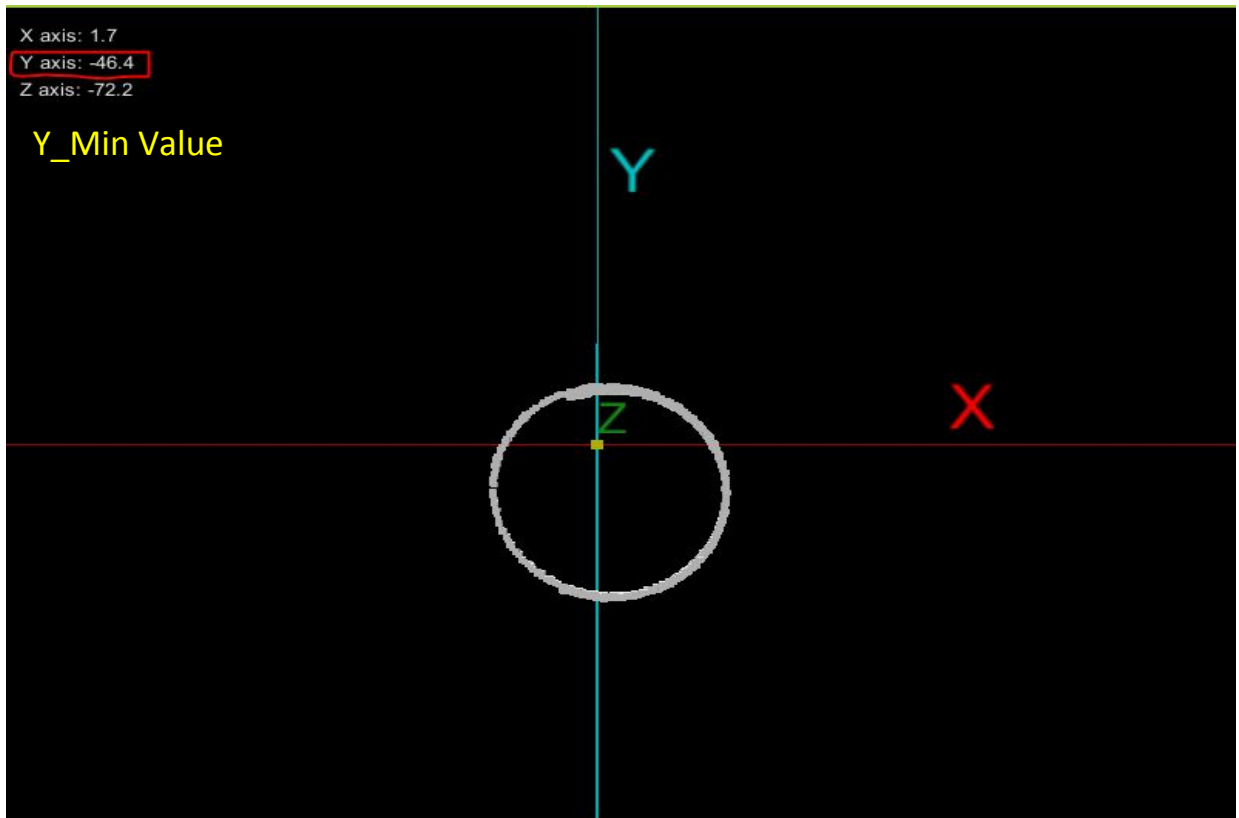 X axis: 1.7
Y axis: -46.4
Z axis: -72.2
Y_Min Value
Y
X
Z